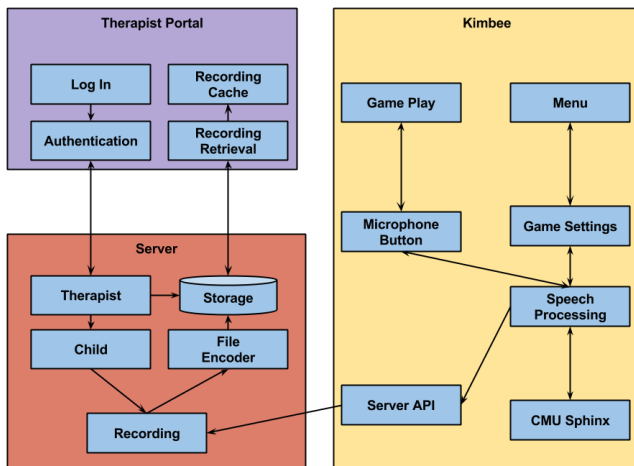 Therapist Portal
Log In
Recording
Cache
Authentication
Recording
Retrieval
Server
Therapist
Storage
Child
File
Encoder
Recording
Kimbee
Game Play
Menu
Microphone
Button
Game Settings
Speech
Processing
Server API
CMU Sphinx